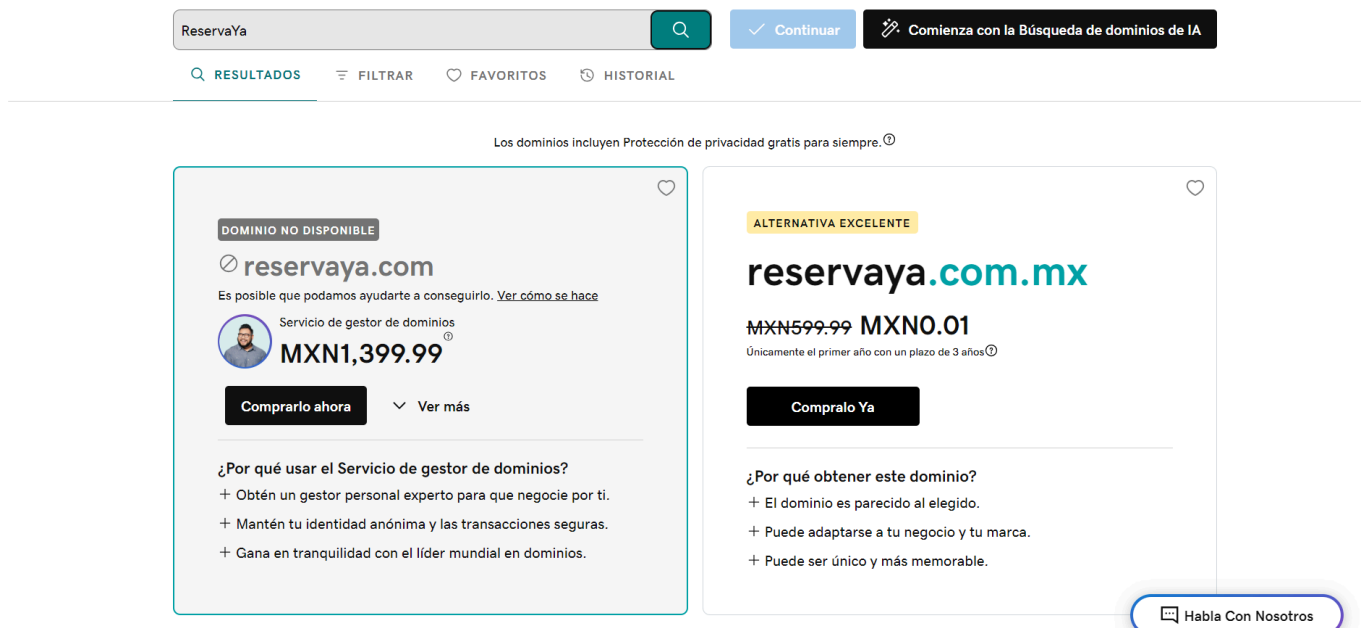 ReservaYa
Continuar
Comienza con la Búsqueda de dominios de IA
RESULTADOS
FILTRAR
FAVORITOS
HISTORIAL
Los dominios incluyen Protección de privacidad gratis para siempre.
DOMINIO NO DISPONIBLE
reservaya.com
Es posible que podamos ayudarte a conseguirlo. Ver cómo se hace
Servicio de gestor de dominios
MXN1,399.99
Comprarlo ahora
Ver más
¿Por qué usar el Servicio de gestor de dominios?
+ Obtén un gestor personal experto para que negocie por ti.
+ Mantén tu identidad anónima y las transacciones seguras.
+ Gana en tranquilidad con el líder mundial en dominios.
ALTERNATIVA EXCELENTE
reservaya.com.mx
MXN599.99 MXN0.01
Únicamente el primer año con un plazo de 3 años
Compralo Ya
¿Por qué obtener este dominio?
+ El dominio es parecido al elegido.
+ Puede adaptarse a tu negocio y tu marca.
+ Puede ser único y más memorable.
Habla Con Nosotros